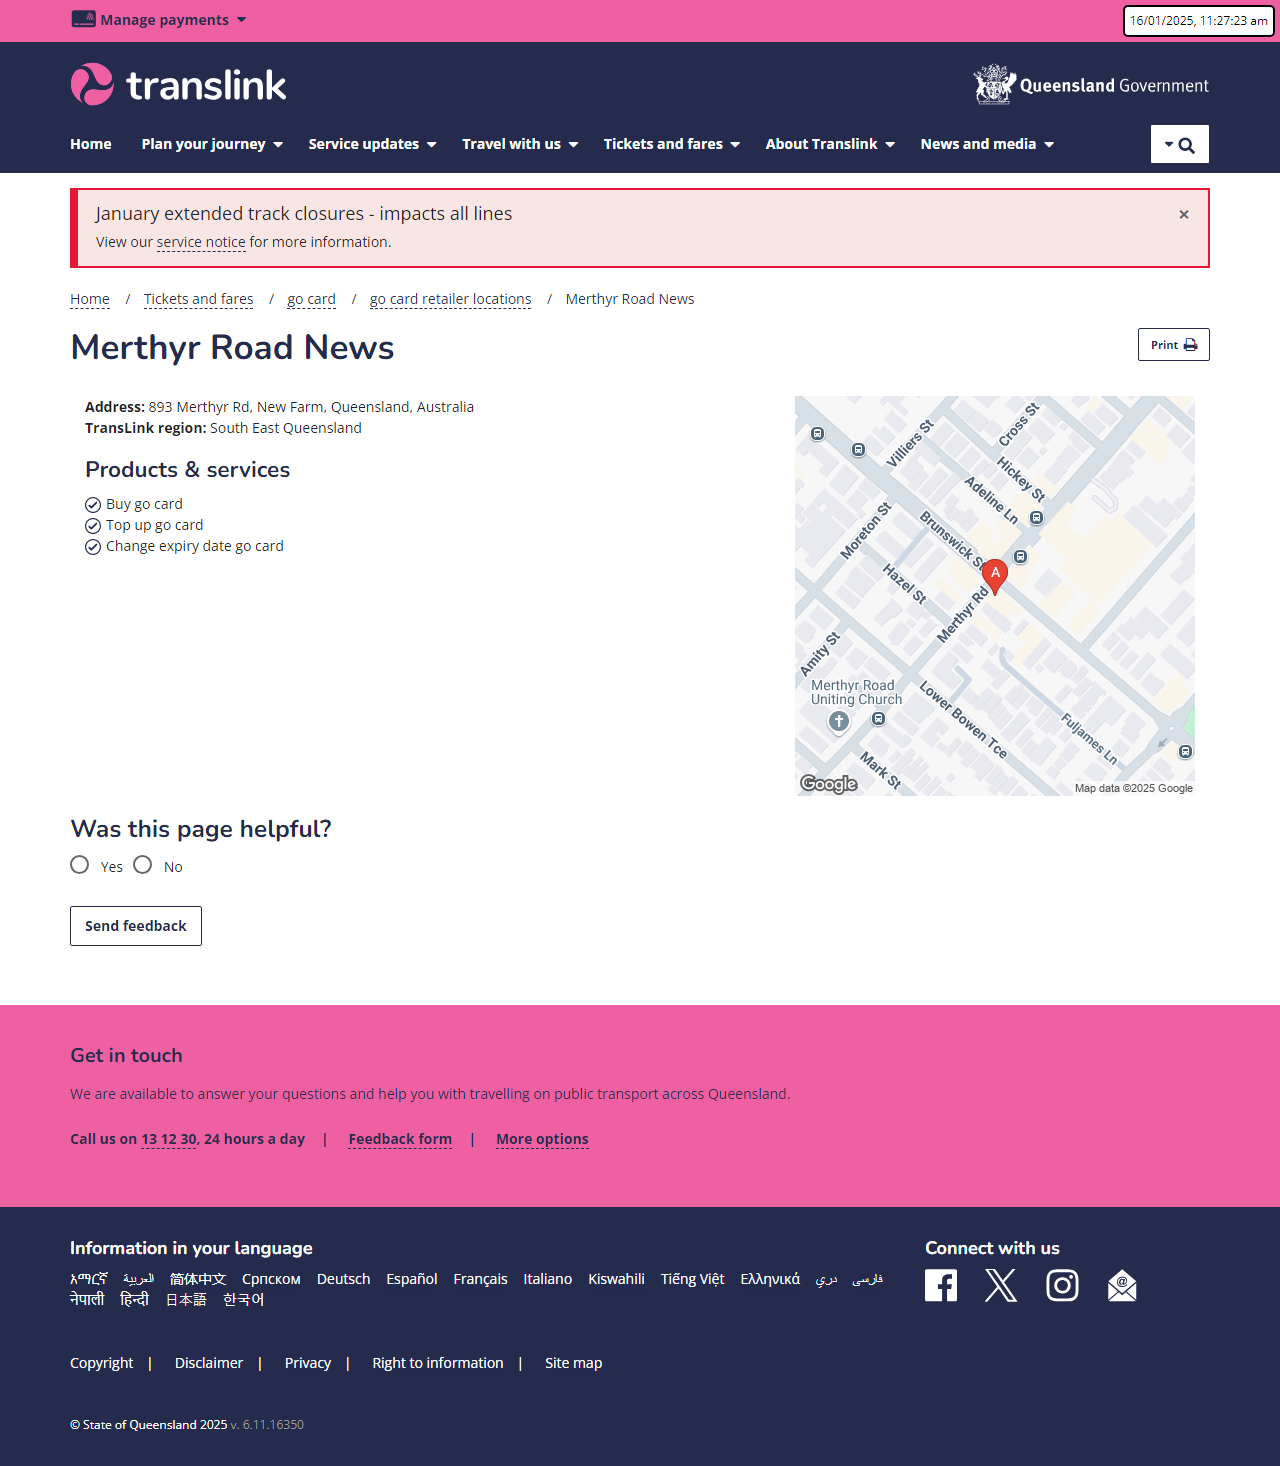 Manage payments
16/01/2025, 11:27:23 am
translink
Queensland Government
Home Plan your journey Service updates Travel with us Tickets and fares About Translink News and media
January extended track closures - impacts all lines
×
View our service notice for more information.
Home / Tickets and fares / go card / go card retailer locations / Merthyr Road News
Merthyr Road News
Print
Address: 893 Merthyr Rd, New Farm, Queensland, Australia
TransLink region: South East Queensland
Products & services
Buy go card
Top up go card
Change expiry date go card
Cross St
Villiers St
Hickey St
Adeline Ln
Moreton St
Brunswick St
A
Hazel St
Merthyr Rd
Amity St
Merthyr Road
Uniting Church
Lower Bowen Tce
Fuljames Ln
Mark St
Google
Map data ©2025 Google
Was this page helpful?
Yes No
Send feedback
Get in touch
We are available to answer your questions and help you with travelling on public transport across Queensland.
Call us on 13 12 30, 24 hours a day | Feedback form | More options
Information in your language
Connect with us
አማርኛ العربية 简体中文 Српском Deutsch Español Français Italiano Kiswahili Tiếng Việt Ελληνικά دری فارسی
नेपाली हिन्दी 日本語 한국어
Copyright | Disclaimer | Privacy | Right to information | Site map
© State of Queensland 2025 v. 6.11.16350